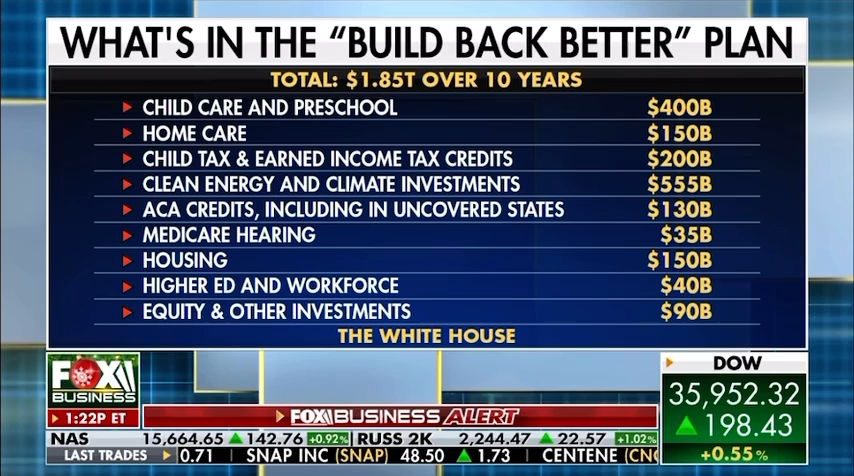 WHAT'S IN THE “BUILD BACK BETTER” PLAN
TOTAL: $1.85T OVER 10 YEARS
CHILD CARE AND PRESCHOOL $400B
HOME CARE $150B
CHILD TAX & EARNED INCOME TAX CREDITS $200B
CLEAN ENERGY AND CLIMATE INVESTMENTS $555B
ACA CREDITS, INCLUDING IN UNCOVERED STATES $130B
MEDICARE HEARING $35B
HOUSING $150B
HIGHER ED AND WORKFORCE $40B
EQUITY & OTHER INVESTMENTS $90B
THE WHITE HOUSE
FOX
BUSINESS
1:22P ET
FOX BUSINESS ALERT
DOW
35,952.32
▲ 198.43
+0.55%
NAS 15,664.65 ▲ 142.76 +0.92% RUSS 2K 2,244.47 ▲ 22.57 +1.02%
LAST TRADES 0.71 SNAP INC (SNAP) 48.50 ▲ 1.73 CENTENE (CNC